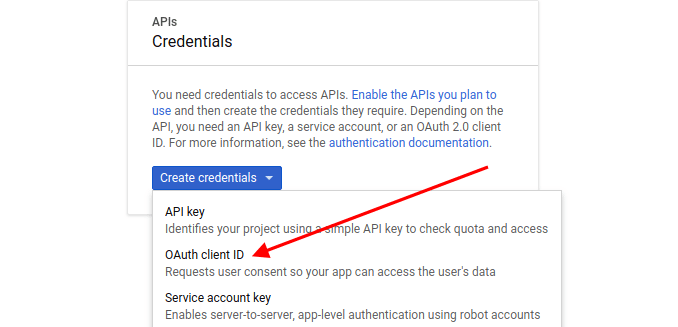 APIs
Credentials
You need credentials to access APIs. Enable the APIs you plan to
use and then create the credentials they require. Depending on the
API, you need an API key, a service account, or an OAuth 2.0 client
ID. For more information, see the authentication documentation.
Create credentials
API key
Identifies your project using a simple API key to check quota and access
OAuth client ID
Requests user consent so your app can access the user's data
Service account key
Enables server-to-server, app-level authentication using robot accounts